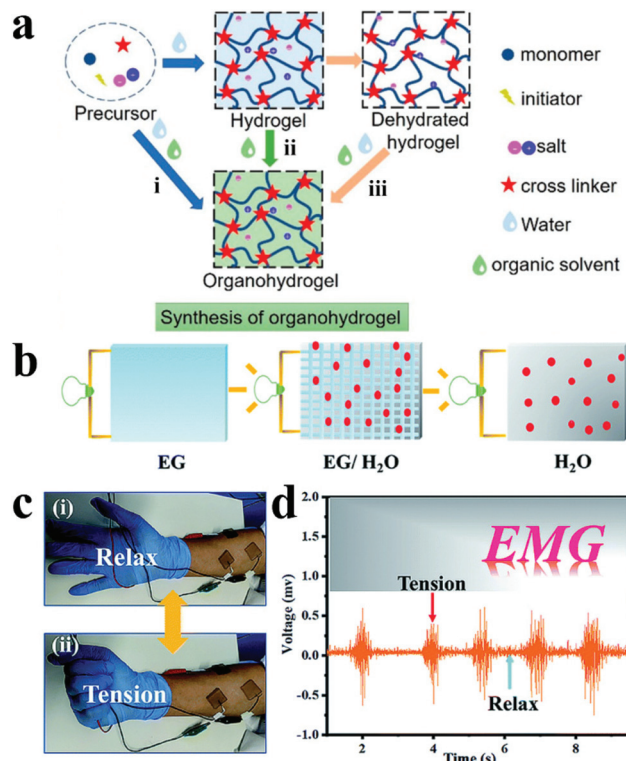 a
Precursor
Hydrogel
Dehydrated
hydrogel
i
ii
iii
Organohydrogel
Synthesis of organohydrogel
monomer
initiator
salt
cross linker
Water
organic solvent
b
EG
EG/ H₂O
H₂O
c
(i)
Relax
(ii)
Tension
d
EMG
Tension
Relax
Voltage (mv)
2.0
1.5
1.0
0.5
0.0
-0.5
-1.0
2 4 6 8
Time (s)